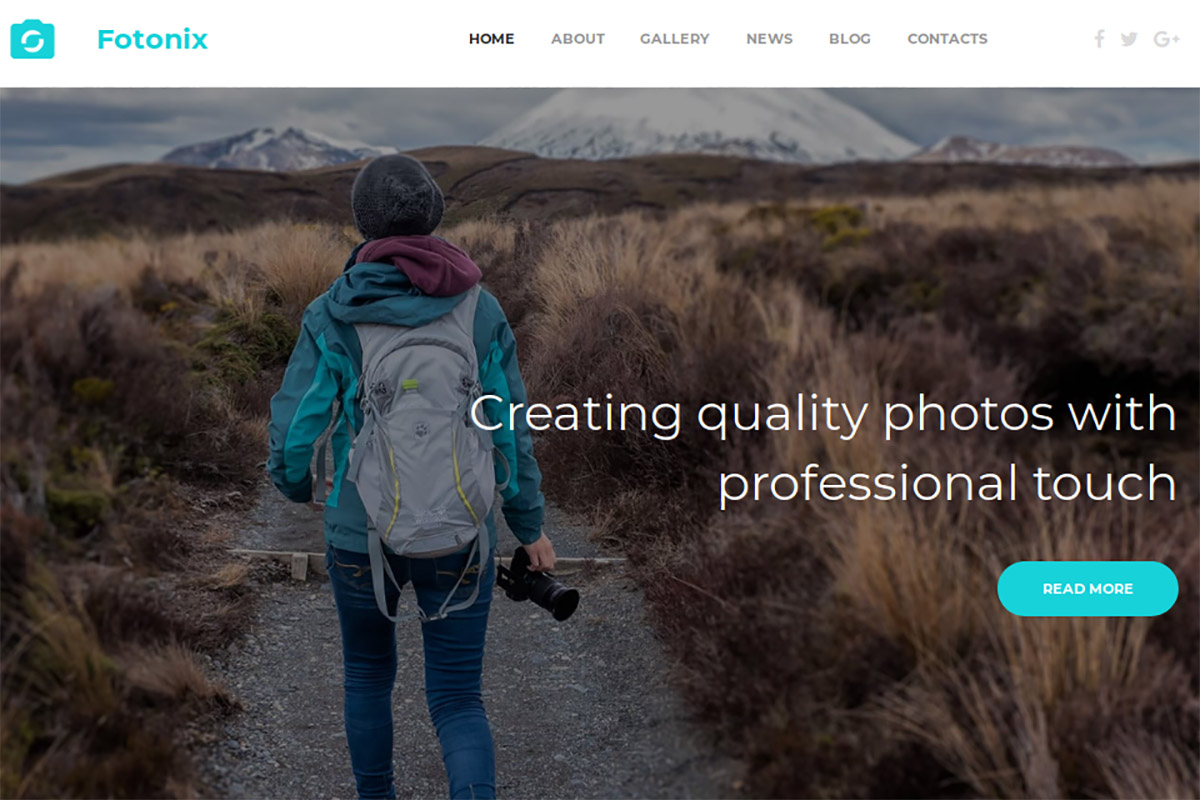 Fotonix
HOME ABOUT GALLERY NEWS BLOG CONTACTS
Creating quality photos with
professional touch
READ MORE